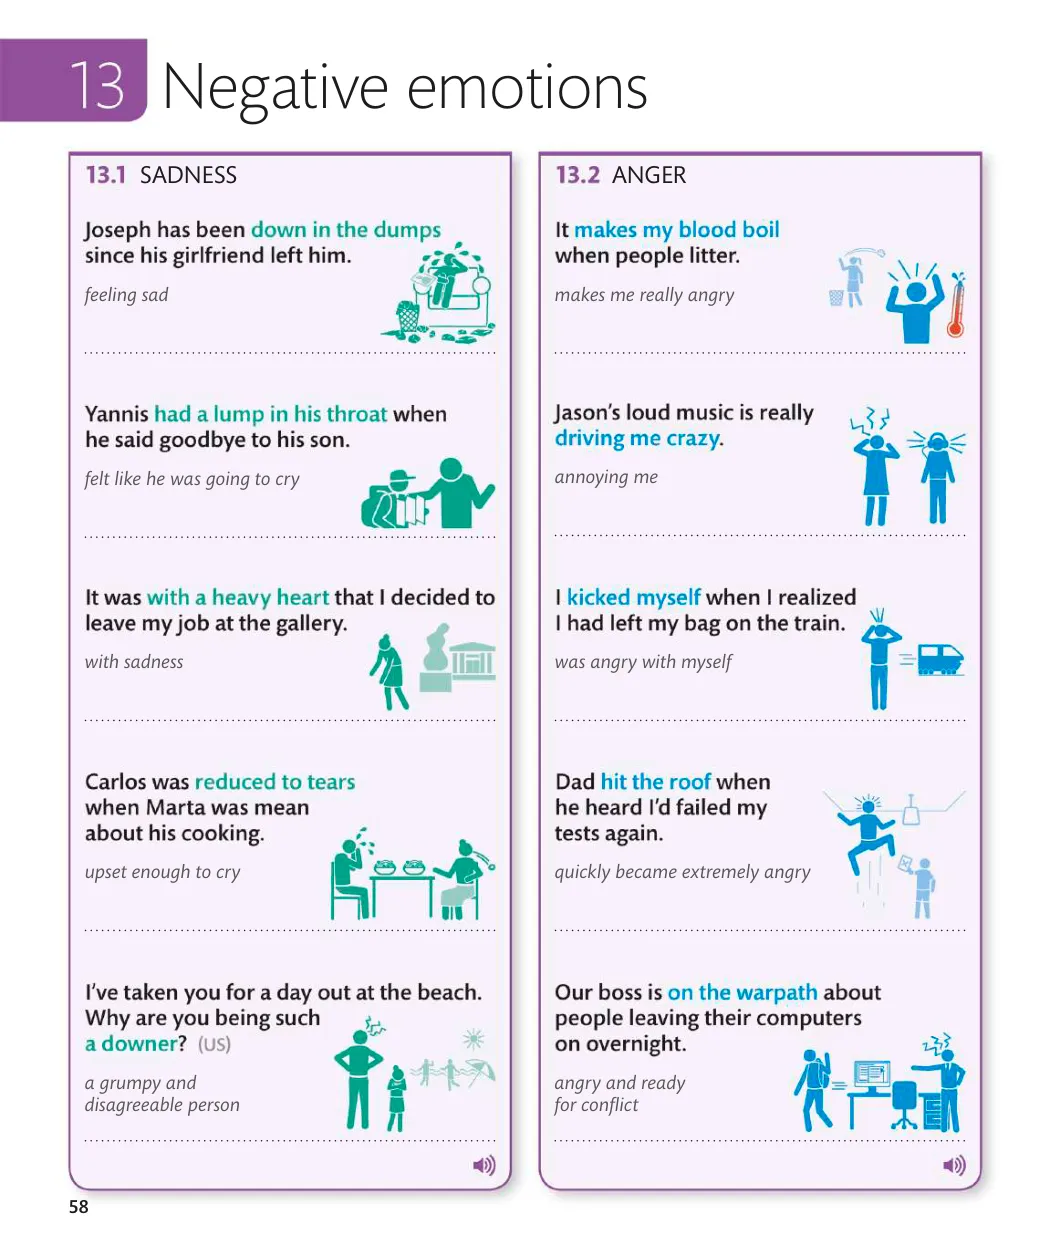 13 Negative emotions
13.1 SADNESS
Joseph has been down in the dumps
since his girlfriend left him.
feeling sad
Yannis had a lump in his throat when
he said goodbye to his son.
felt like he was going to cry
It was with a heavy heart that I decided to
leave my job at the gallery.
with sadness
Carlos was reduced to tears
when Marta was mean
about his cooking.
upset enough to cry
I've taken you for a day out at the beach.
Why are you being such
a downer? (US)
a grumpy and
disagreeable person
13.2 ANGER
It makes my blood boil
when people litter.
makes me really angry
Jason's loud music is really
driving me crazy.
annoying me
I kicked myself when I realized
I had left my bag on the train.
was angry with myself
Dad hit the roof when
he heard I'd failed my
tests again.
quickly became extremely angry
Our boss is on the warpath about
people leaving their computers
on overnight.
angry and ready
for conflict
58